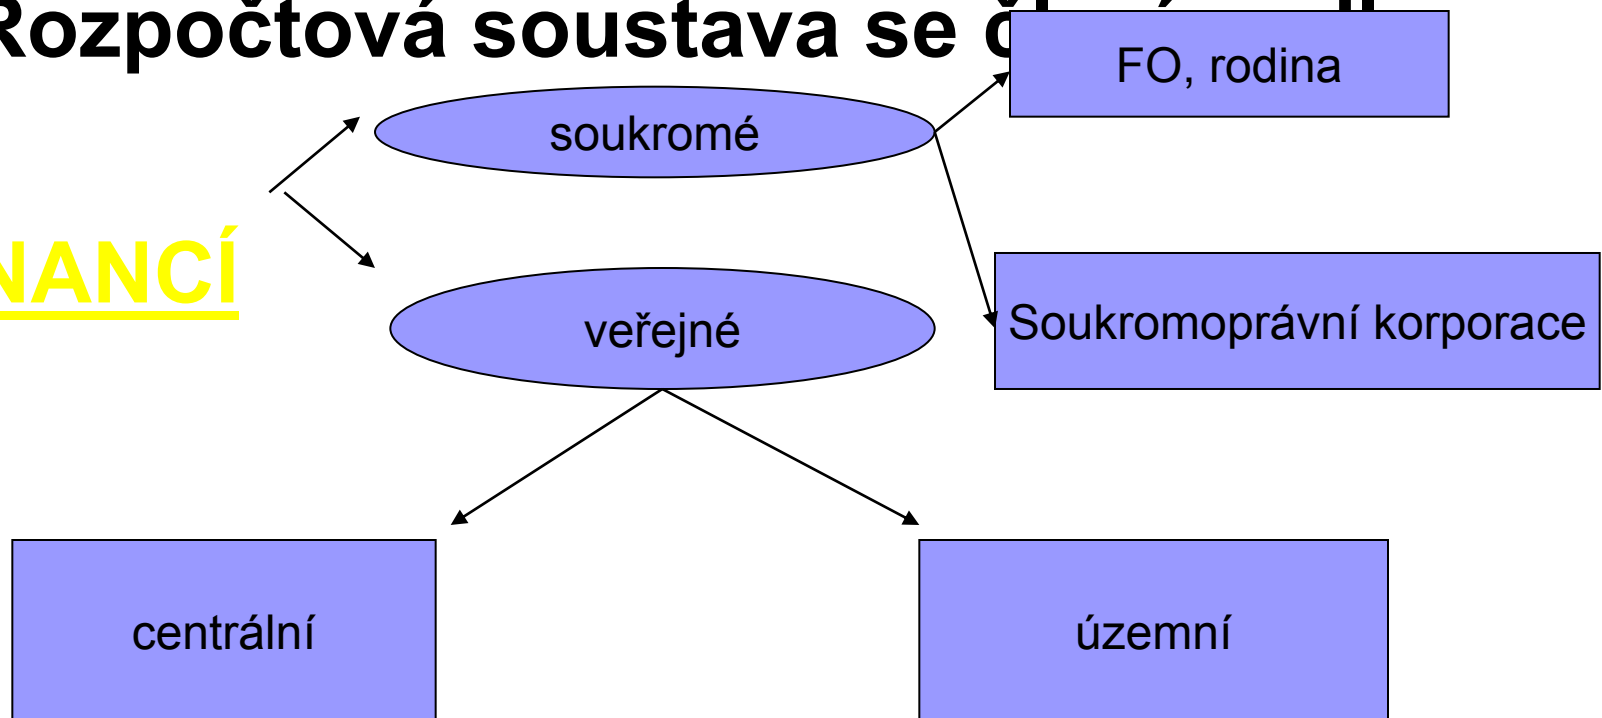 Rozpočtová soustava se
FO, rodina
soukromé
NANCÍ
Soukromoprávní korporace
veřejné
centrální
územní